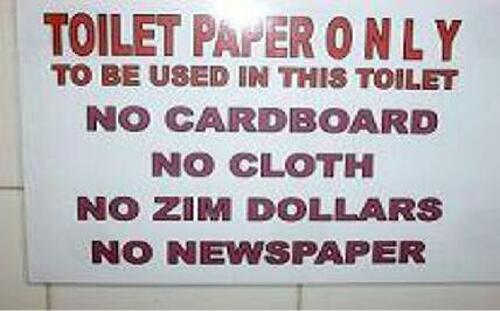 TOILET PAPER O N L Y
TO BE USED IN THIS TOILET
NO CARDBOARD
NO CLOTH
NO ZIM DOLLARS
NO NEWSPAPER